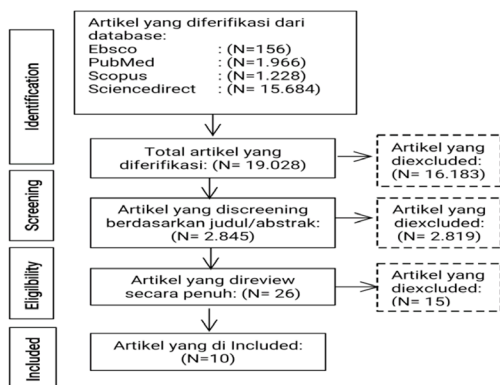 Artikel yang diferifikasi dari
database:
Ebsco : (N=156)
PubMed : (N=1.966)
Scopus : (N=1.228)
Sciencedirect : (N= 15.684)
Identification
Total artikel yang
diferifikasi: (N= 19.028)
Artikel yang
diexcluded:
(N= 16.183)
Screening
Artikel yang discreening
berdasarkan judul/abstrak:
(N= 2.845)
Artikel yang
diexcluded:
(N= 2.819)
Eligilbility
Artikel yang direview
secara penuh: (N= 26)
Artikel yang
diexcluded:
(N= 15)
Included
Artikel yang di Included:
(N=10)